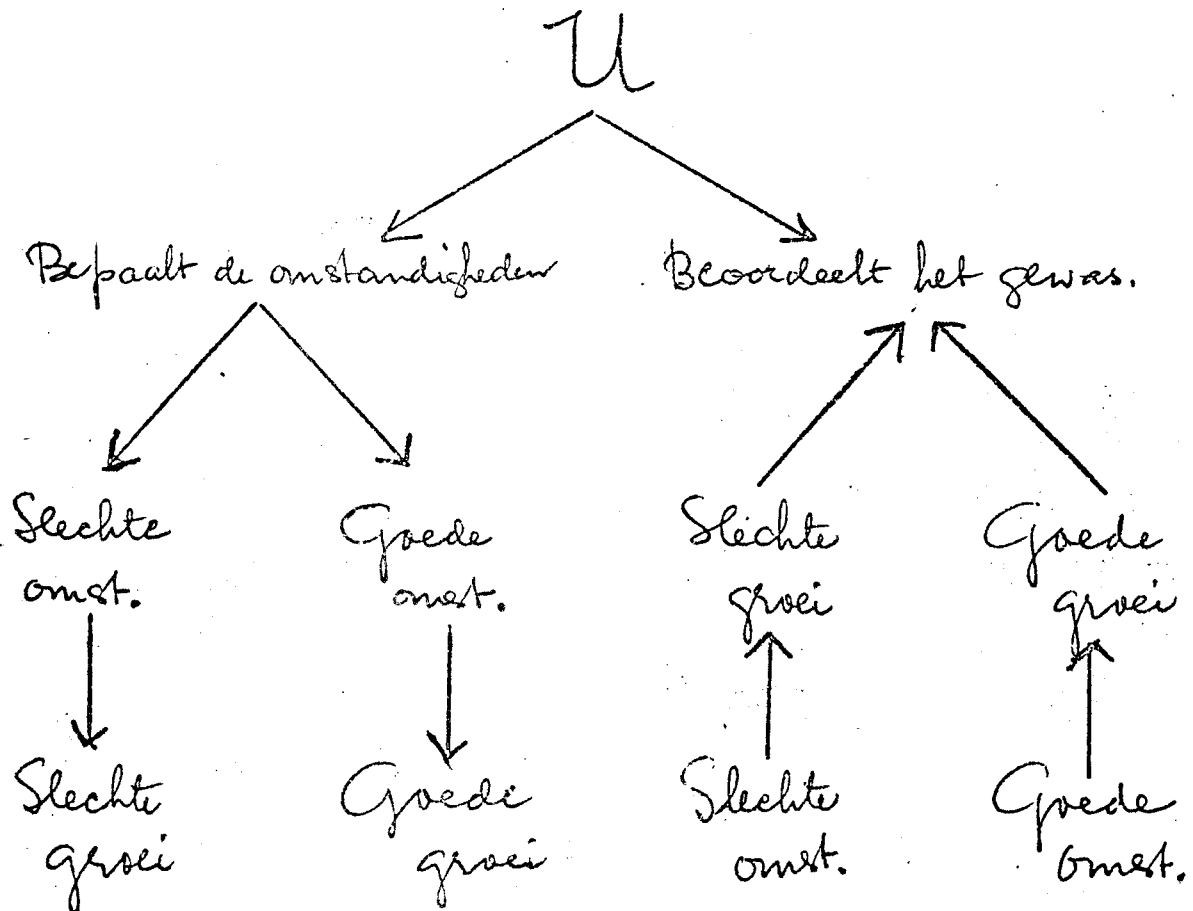 U
Bepaalt de omstandigheden
Beoordeelt het gewas.
Slechte
omst.
Goede
omst.
Slechte
groei
Goede
groei
Slechte
groei
Goede
groei
Slechte
omst.
Goede
omst.